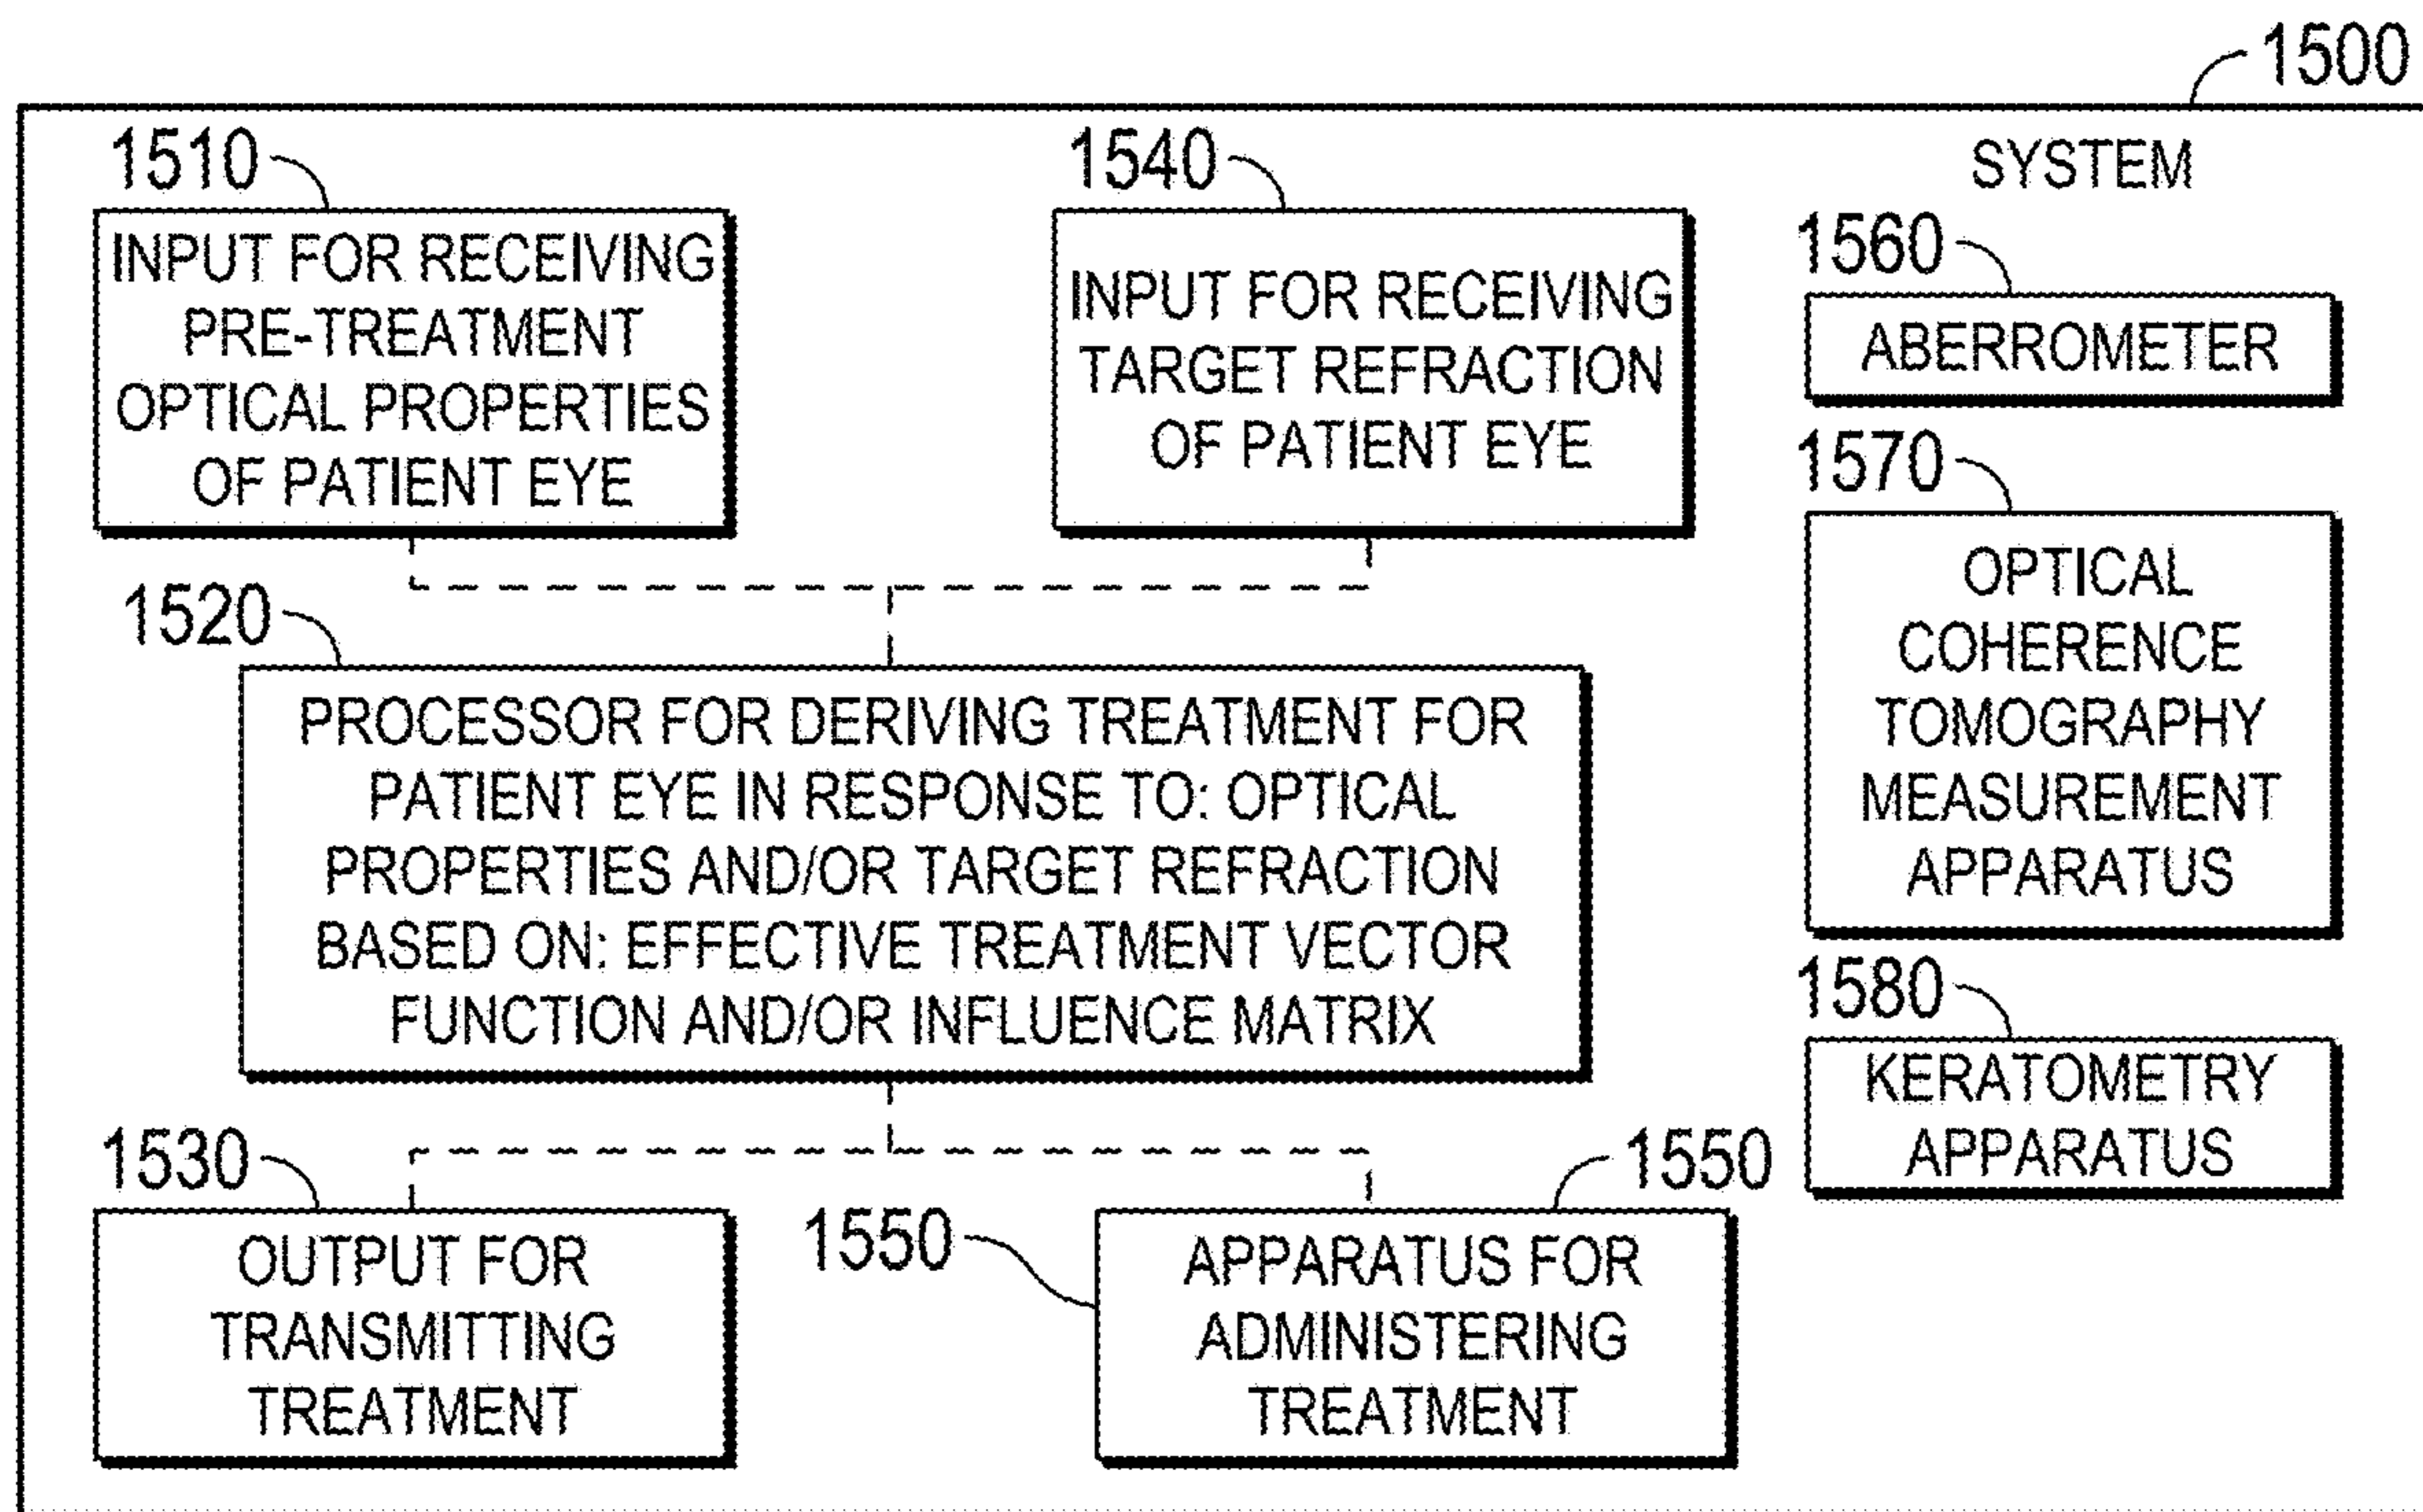 1500
SYSTEM
1510
INPUT FOR RECEIVING
PRE-TREATMENT
OPTICAL PROPERTIES
OF PATIENT EYE
1540
INPUT FOR RECEIVING
TARGET REFRACTION
OF PATIENT EYE
1560
ABERROMETER
1570
OPTICAL
COHERENCE
TOMOGRAPHY
MEASUREMENT
APPARATUS
1580
KERATOMETRY
APPARATUS
1520
PROCESSOR FOR DERIVING TREATMENT FOR
PATIENT EYE IN RESPONSE TO: OPTICAL
PROPERTIES AND/OR TARGET REFRACTION
BASED ON: EFFECTIVE TREATMENT VECTOR
FUNCTION AND/OR INFLUENCE MATRIX
1530
OUTPUT FOR
TRANSMITTING
TREATMENT
1550
1550
APPARATUS FOR
ADMINISTERING
TREATMENT